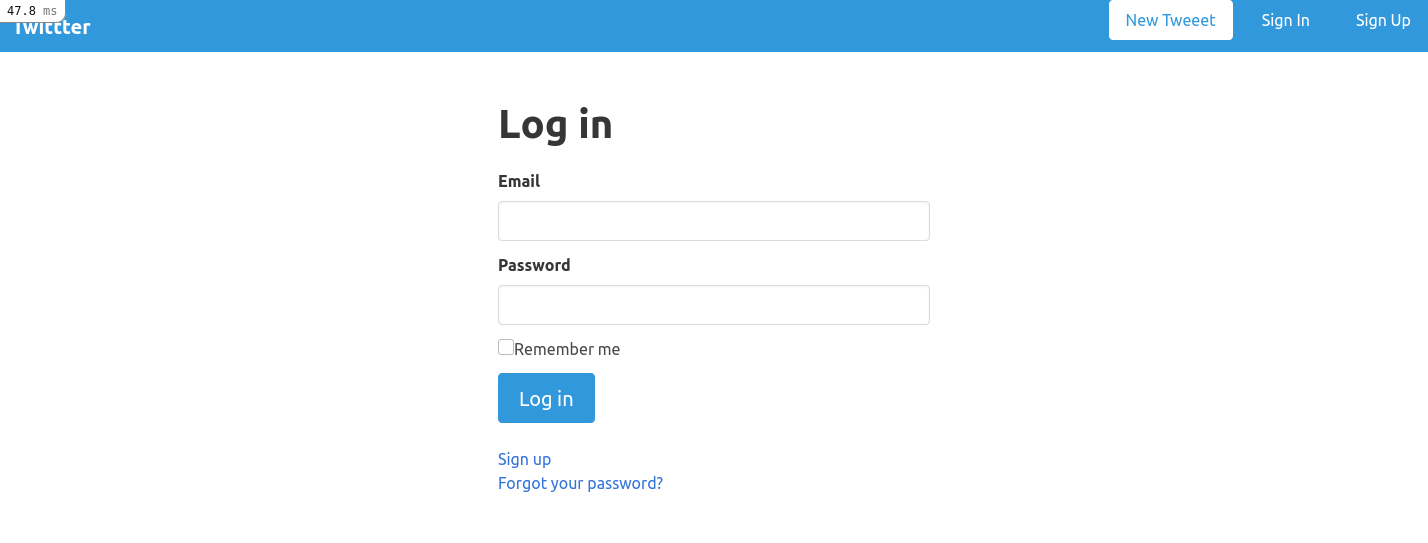 47.8 ms
Twittter
New Tweeet
Sign In
Sign Up
Log in
Email
Password
Remember me
Log in
Sign up
Forgot your password?